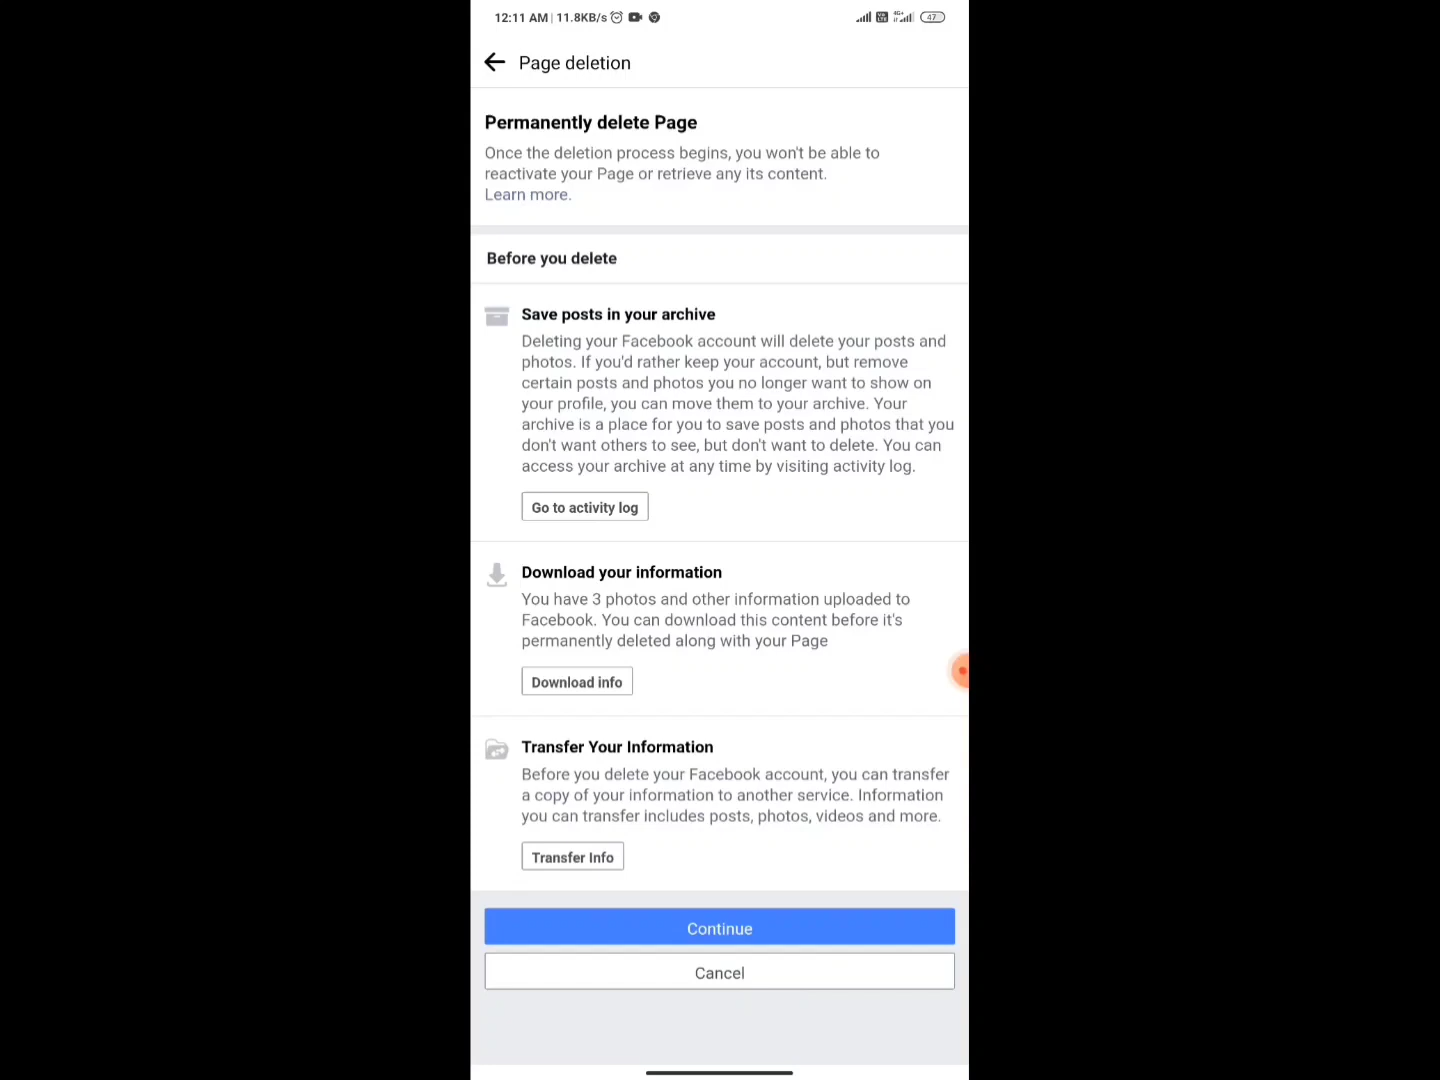 12:11 AM | 11.8KB/s
47
Page deletion
Permanently delete Page
Once the deletion process begins, you won't be able to
reactivate your Page or retrieve any its content.
Learn more.
Before you delete
Save posts in your archive
Deleting your Facebook account will delete your posts and
photos. If you'd rather keep your account, but remove
certain posts and photos you no longer want to show on
your profile, you can move them to your archive. Your
archive is a place for you to save posts and photos that you
don't want others to see, but don't want to delete. You can
access your archive at any time by visiting activity log.
Go to activity log
Download your information
You have 3 photos and other information uploaded to
Facebook. You can download this content before it's
permanently deleted along with your Page
Download info
Transfer Your Information
Before you delete your Facebook account, you can transfer
a copy of your information to another service. Information
you can transfer includes posts, photos, videos and more.
Transfer Info
Continue
Cancel